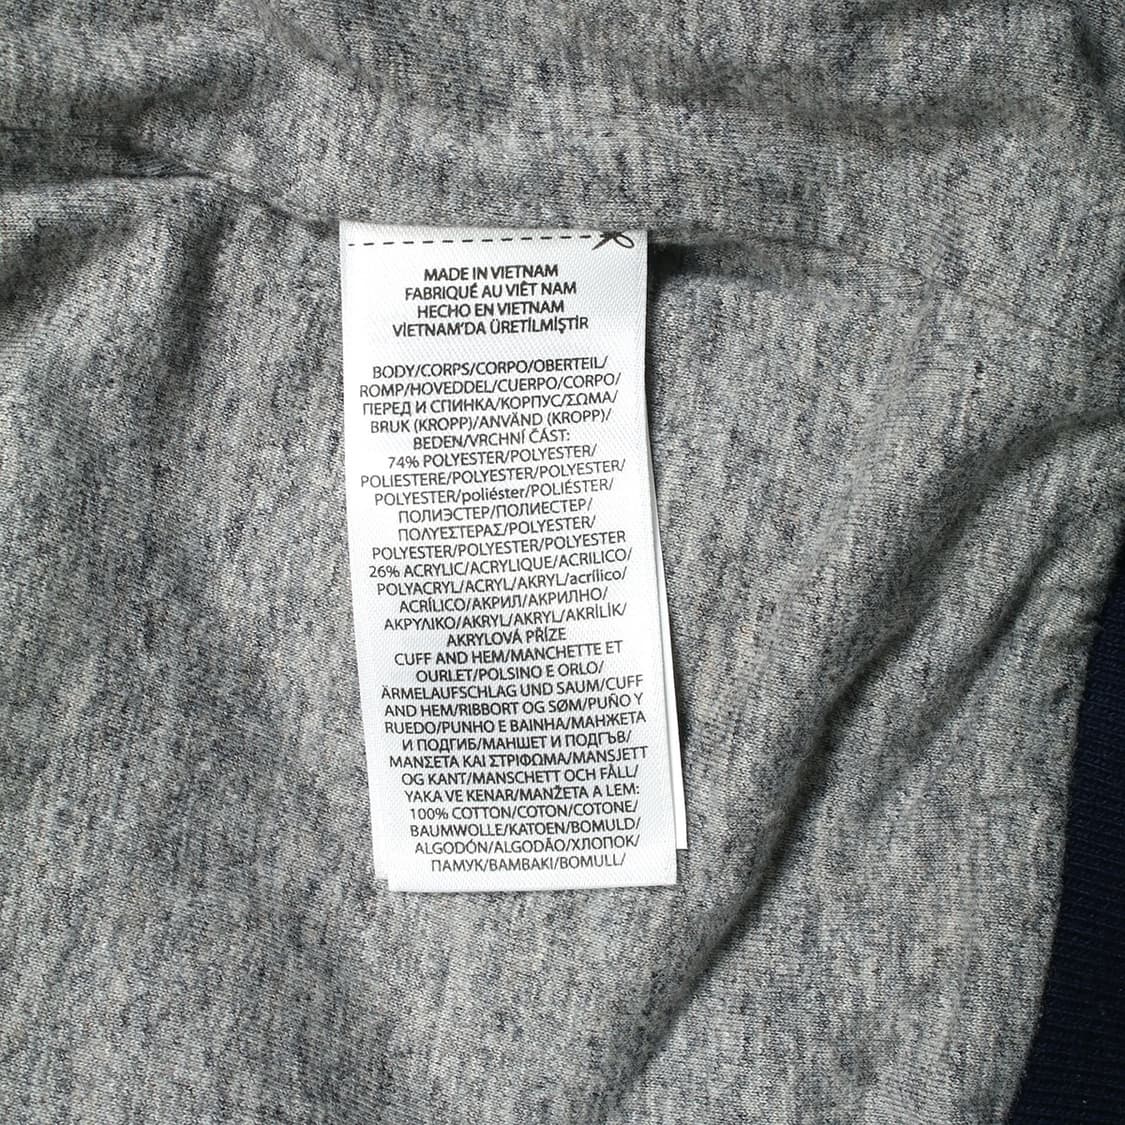 MADE IN VIETNAM
FABRIQUÉ AU VIÊT NAM
HECHO EN VIETNAM
VİETNAM'DA ÜRETİLMİŞTİR
BODY/CORPS/CORPO/OBERTEIL/
ROMP/HOVEDDEL/CUERPO/CORPO/
ПЕРЕД И СПИНКА/КОРПУС/ΣΩΜΑ/
BRUK (KROPP)/ANVÄND (KROPP)/
BEDEN/VRCHNÍ ČÁST:
74% POLYESTER/POLYESTER/
POLIESTERE/POLYESTER/POLYESTER/
POLYESTER/poliéster/POLIÉSTER/
ПОЛИЭСТЕР/ПОЛИЕСТЕР/
ΠΟΛΥΕΣΤΕΡΑΣ/POLYESTER/
POLYESTER/POLYESTER/POLYESTER
26% ACRYLIC/ACRYLIQUE/ACRILICO/
POLYACRYL/ACRYL/AKRYL/acrílico/
ACRÍLICO/АКРИЛ/АКРИЛНО/
ΑΚΡΥΛΙΚΟ/AKRYL/AKRYL/AKRİLİK/
AKRYLOVÁ PŘÍZE
CUFF AND HEM/MANCHETTE ET
OURLET/POLSINO E ORLO/
ÄRMELAUFSCHLAG UND SAUM/CUFF
AND HEM/RIBBORT OG SØM/PUÑO Y
RUEDO/PUNHO E BAINHA/МАНЖЕТА
И ПОДГИБ/МАНШЕТ И ПОДГЪВ/
ΜΑΝΣΕΤΑ ΚΑΙ ΣΤΡΙΦΩΜΑ/MANSJETT
OG KANT/MANSCHETT OCH FÅLL/
YAKA VE KENAR/MANŽETA A LEM:
100% COTTON/COTON/COTONE/
BAUMWOLLE/KATOEN/BOMULD/
ALGODÓN/ALGODÃO/ХЛОПОК/
ПАМУК/ΒΑΜΒΑΚΙ/BOMULL/